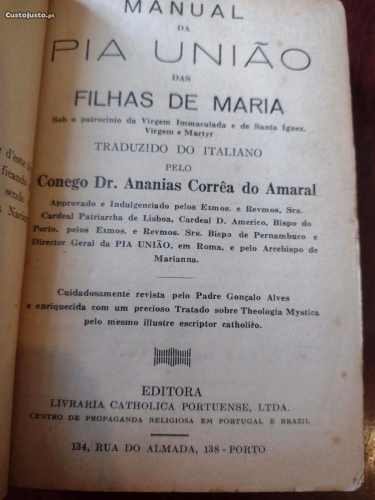 CustoJusto.pt
MANUAL
DA
PIA UNIÃO
DAS
FILHAS DE MARIA
Sob o patrocinio da Virgem Immaculada e de Santa Ignez,
Virgem e Martyr
TRADUZIDO DO ITALIANO
PELO
Conego Dr. Ananias Corrêa do Amaral
Approvado e Indulgenciado pelos Exmos. e Revmos. Srs.
Cardeal Patriarcha de Lisboa, Cardeal D. Americo, Bispo do
Porto, pelos Exmos. e Revmos. Srs. Bispo de Pernambuco e
Director Geral da PIA UNIÃO, em Roma, e pelo Arcebispo de
Marianna.
Cuidadosamente revista pelo Padre Gonçalo Alves
e enriquecida com um precioso Tratado sobre Theologia Mystica
pelo mesmo illustre escriptor catholico.
EDITORA
LIVRARIA CATHOLICA PORTUENSE, LTDA.
CENTRO DE PROPAGANDA RELIGIOSA EM PORTUGAL E BRAZIL
134, RUA DO ALMADA, 138 - PORTO
d'este
ficando
sendo
Nacio